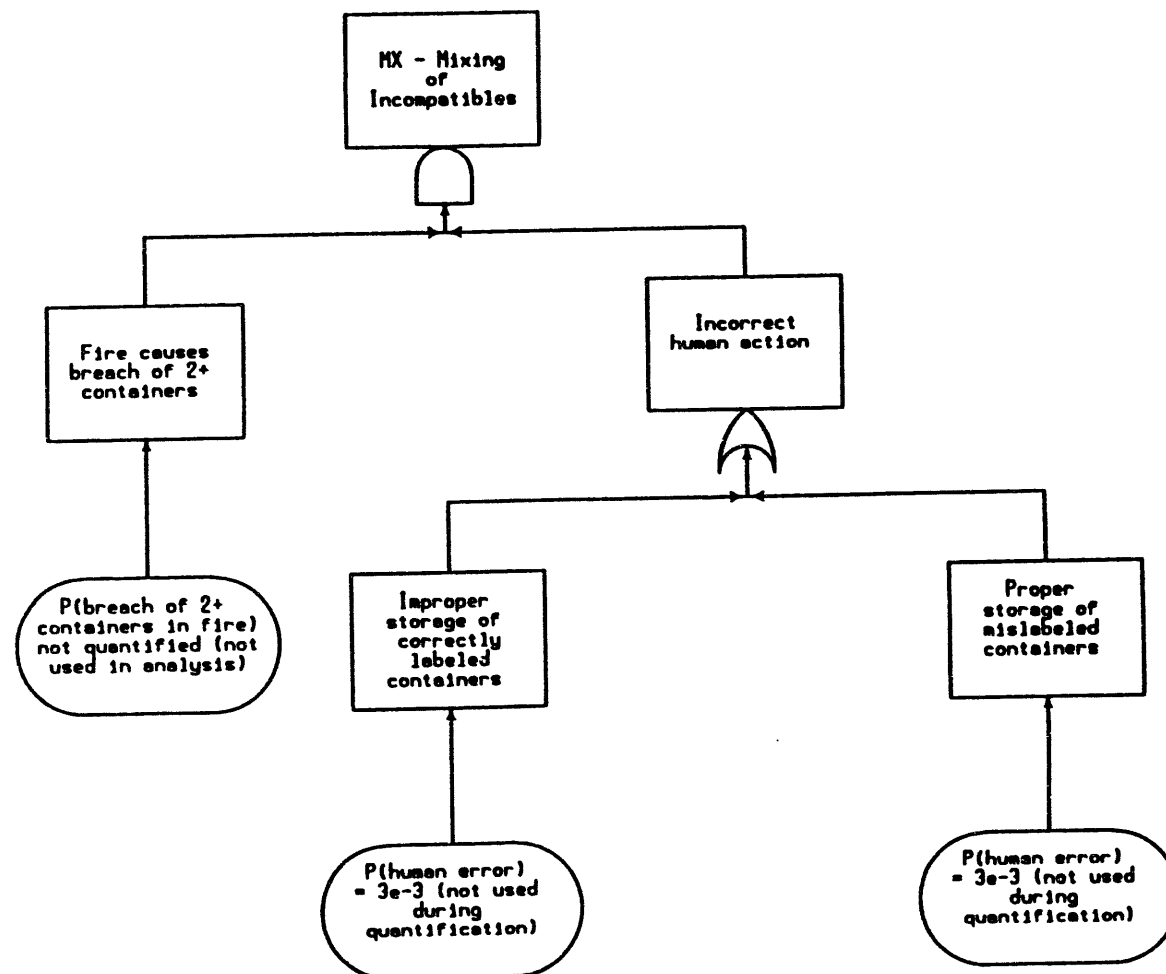 MX - Mixing
of
Incompatibles
Fire causes
breach of 2+
containers
Incorrect
human action
P(breach of 2+
containers in fire)
not quantified (not
used in analysis)
Improper
storage of
correctly
labeled
containers
Proper
storage of
mislabeled
containers
P(human error)
= 3e-3 (not used
during
quantification)
P(human error)
= 3e-3 (not used
during
quantification)